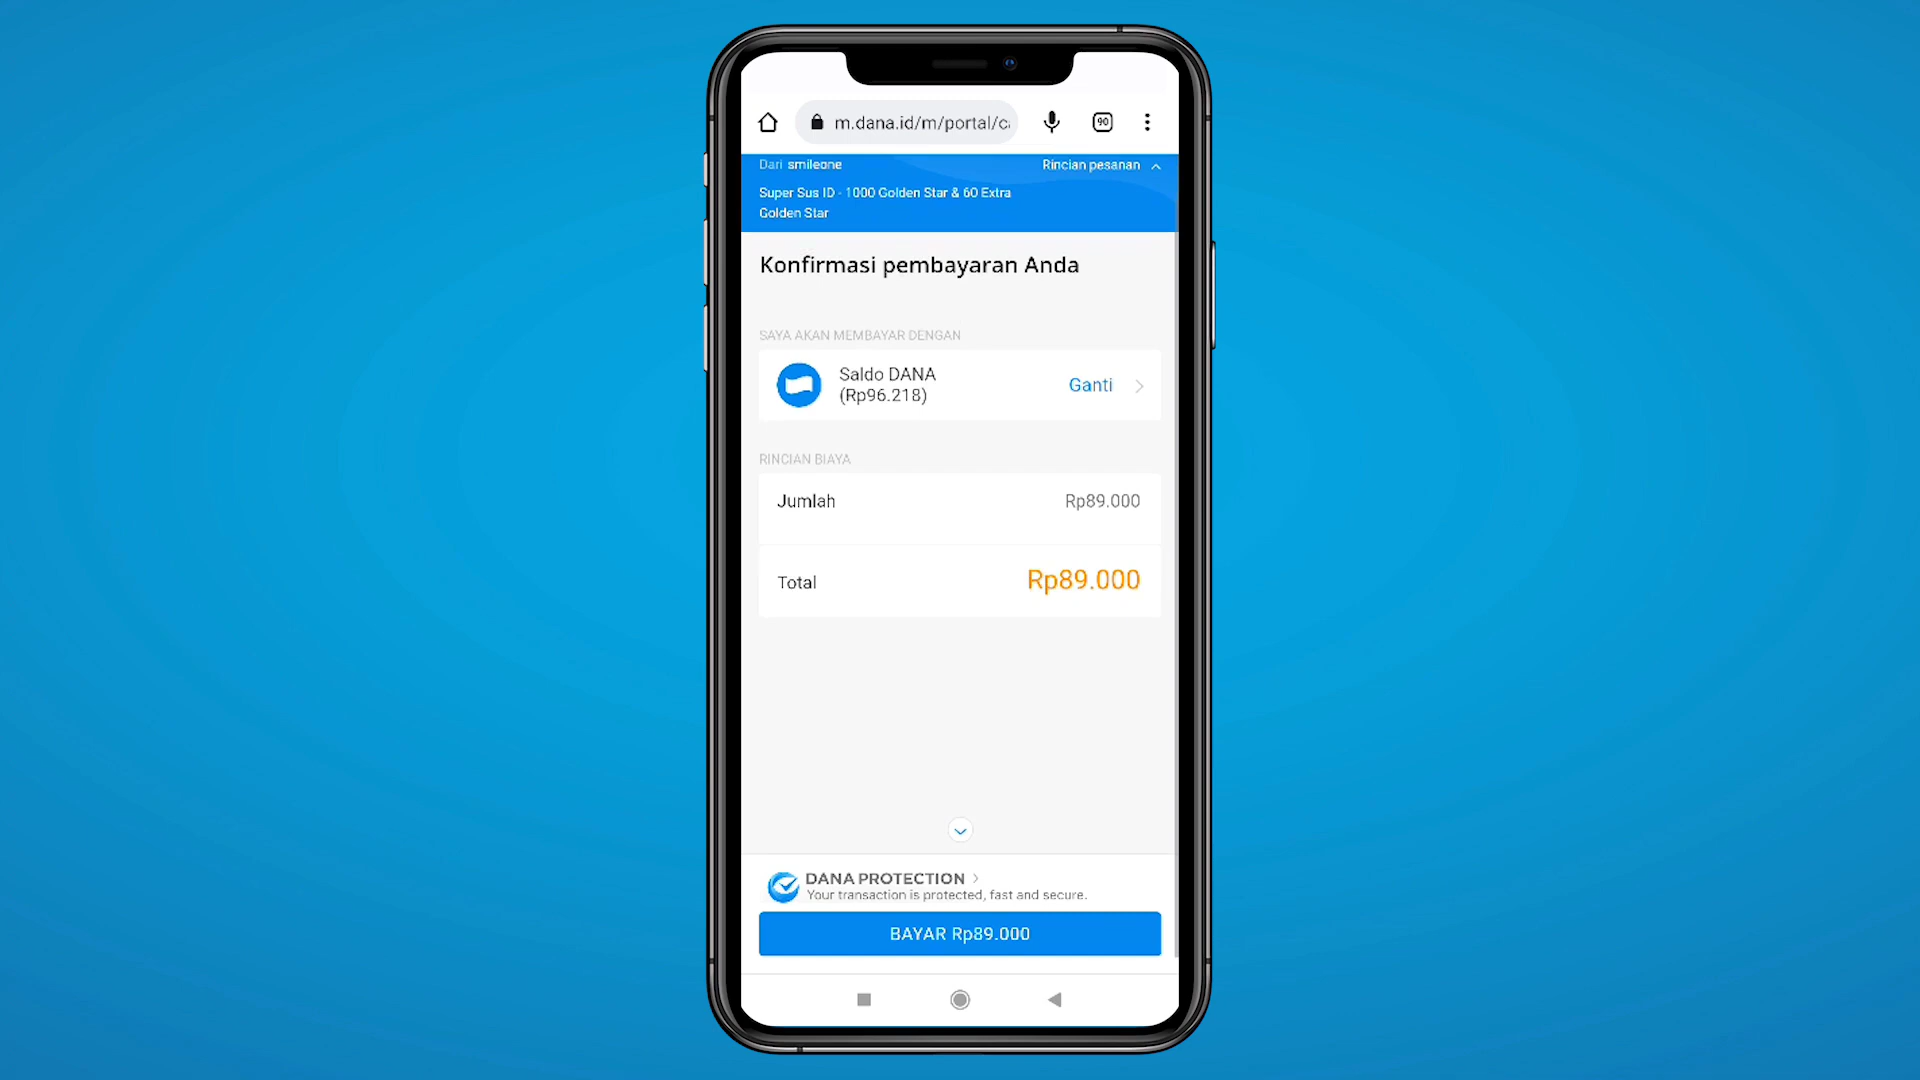 m.dana.id/m/portal/c
90
Dari smileone
Rincian pesanan
Super Sus ID - 1000 Golden Star & 60 Extra
Golden Star
Konfirmasi pembayaran Anda
SAYA AKAN MEMBAYAR DENGAN
Saldo DANA
(Rp96.218)
Ganti
RINCIAN BIAYA
Jumlah
Rp89.000
Total
Rp89.000
DANA PROTECTION
Your transaction is protected, fast and secure.
BAYAR Rp89.000